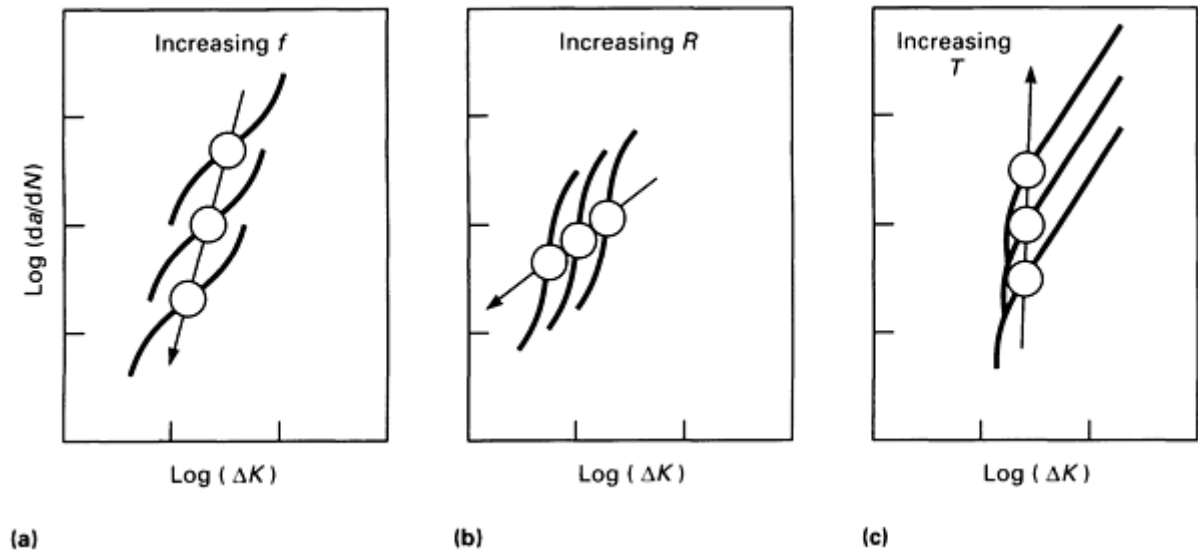 Increasing f
Log (da/dN)
Log (ΔK)
(a)
Increasing R
Log (ΔK)
(b)
Increasing
T
Log (ΔK)
(c)